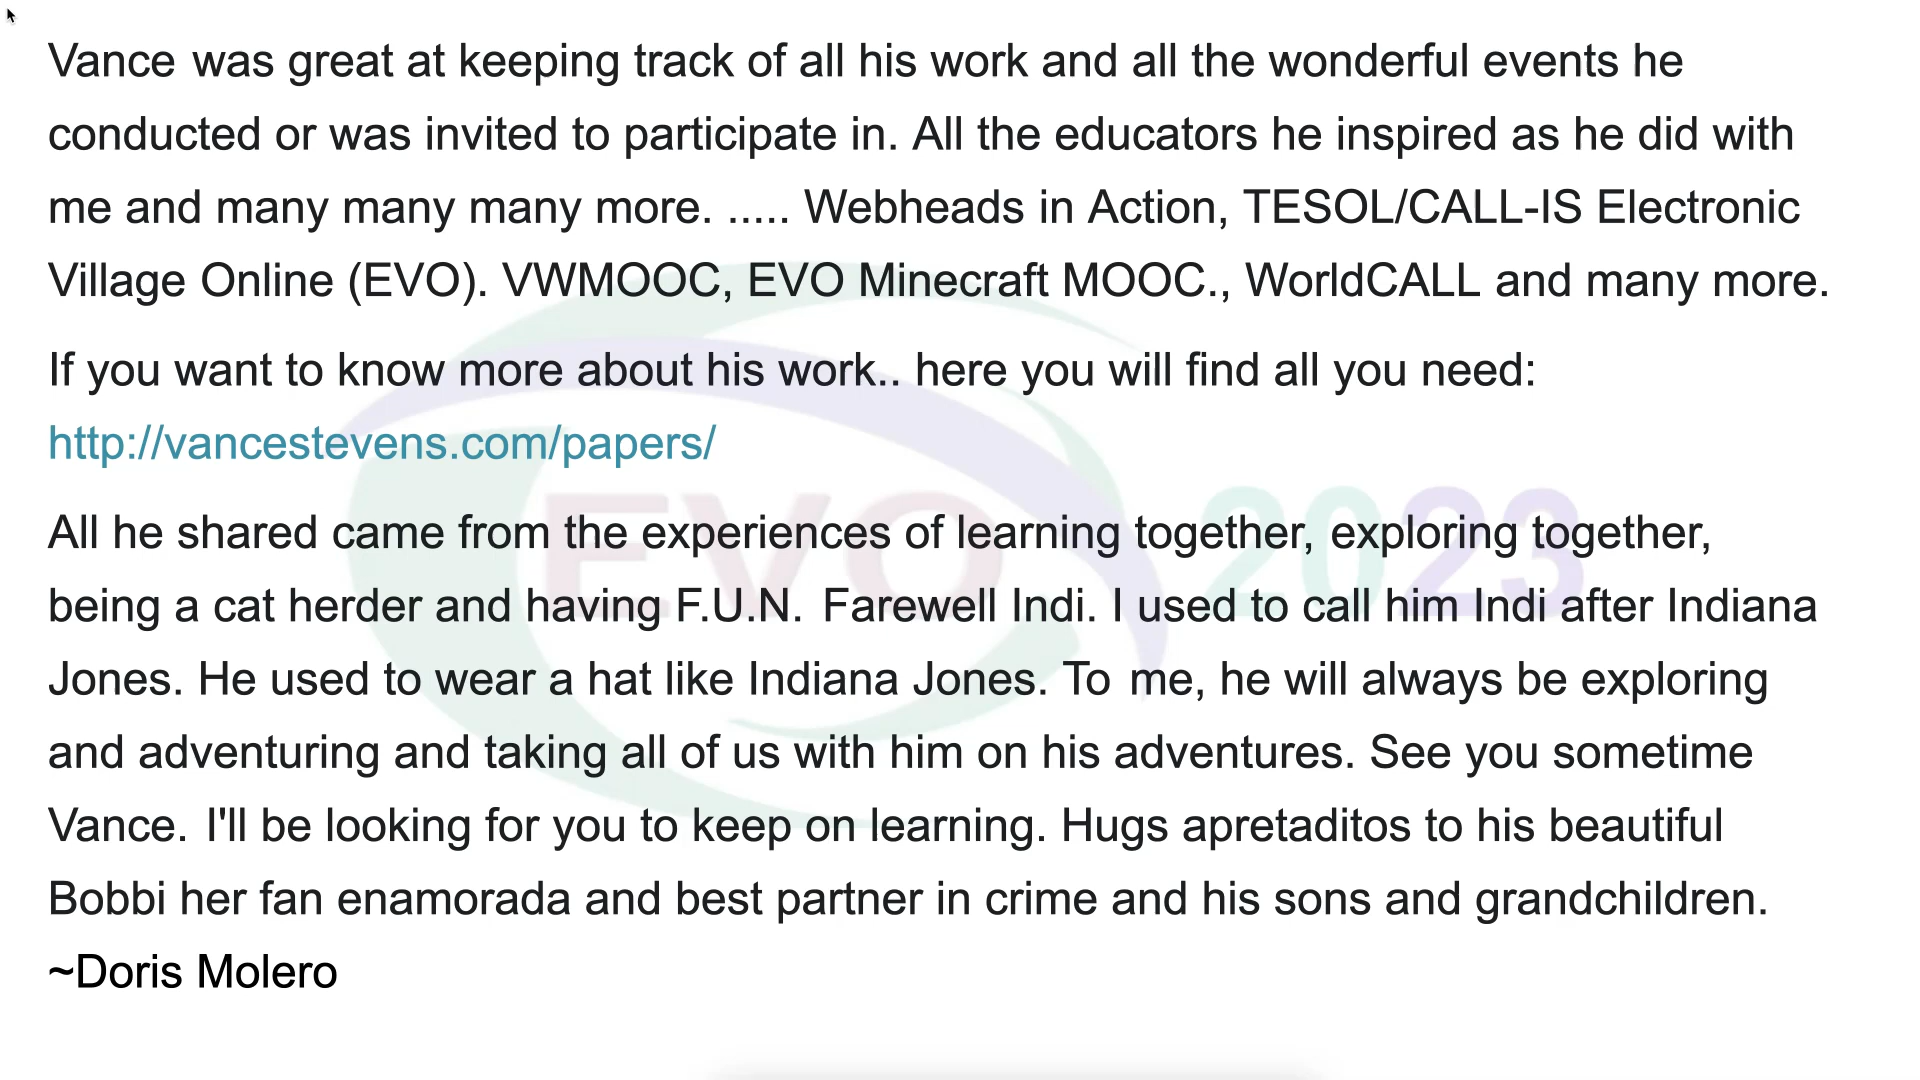 Vance was great at keeping track of all his work and all the wonderful events he
conducted or was invited to participate in. All the educators he inspired as he did with
me and many many many more. ..... Webheads in Action, TESOL/CALL-IS Electronic
Village Online (EVO). VWMOOC, EVO Minecraft MOOC., WorldCALL and many more.
If you want to know more about his work.. here you will find all you need:
http://vancestevens.com/papers/
EVO 2023
All he shared came from the experiences of learning together, exploring together,
being a cat herder and having F.U.N. Farewell Indi. I used to call him Indi after Indiana
Jones. He used to wear a hat like Indiana Jones. To me, he will always be exploring
and adventuring and taking all of us with him on his adventures. See you sometime
Vance. I'll be looking for you to keep on learning. Hugs apretaditos to his beautiful
Bobbi her fan enamorada and best partner in crime and his sons and grandchildren.
~Doris Molero